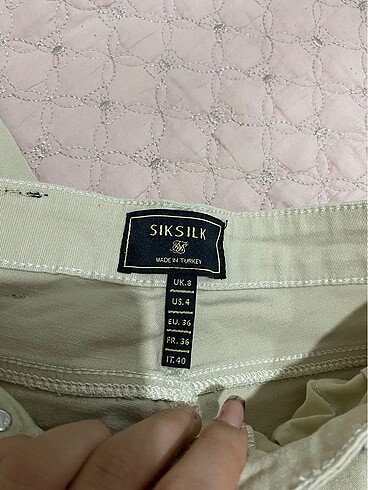 SIKSILK
MADE IN TURKEY
UK.8
US.4
EU. 36
FR. 36
IT.40